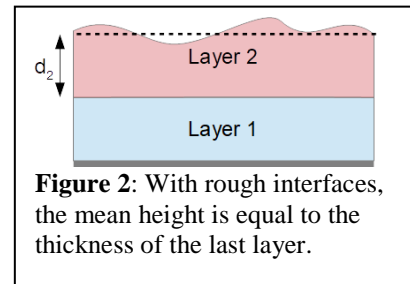 Layer 2
d2
Layer 1
Figure 2: With rough interfaces,
the mean height is equal to the
thickness of the last layer.